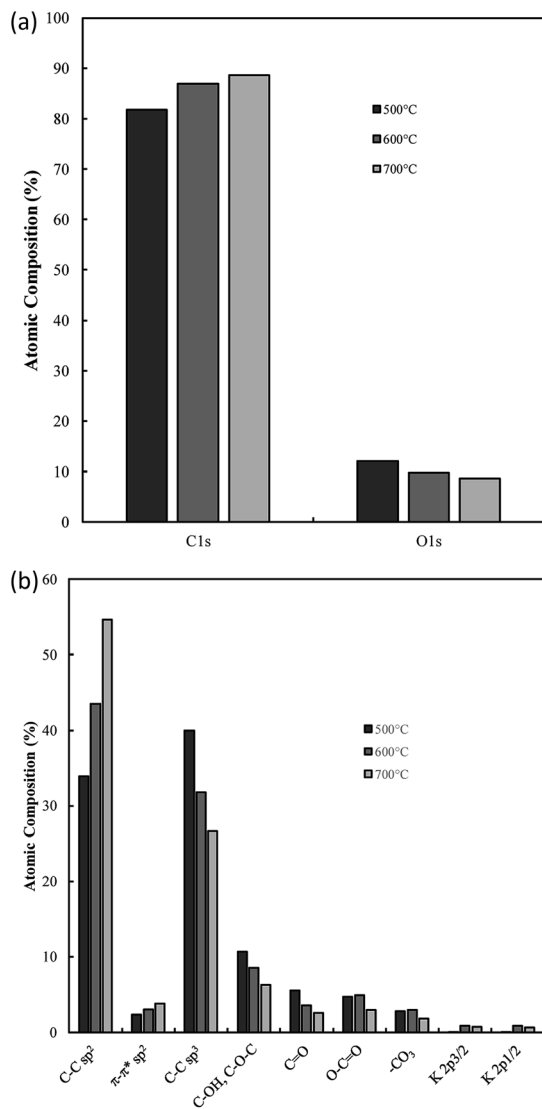 (a)
100
90
80
70
60
50
40
30
20
10
0
Atomic Composition (%)
500°C
600°C
700°C
C1s
O1s
(b)
60
50
40
30
20
10
0
Atomic Composition (%)
500°C
600°C
700°C
C-C sp²
π-π* sp²
C-C sp³
C-OH, C-O-C
C=O
O-C=O
-CO₃
K 2p3/2
K 2p1/2